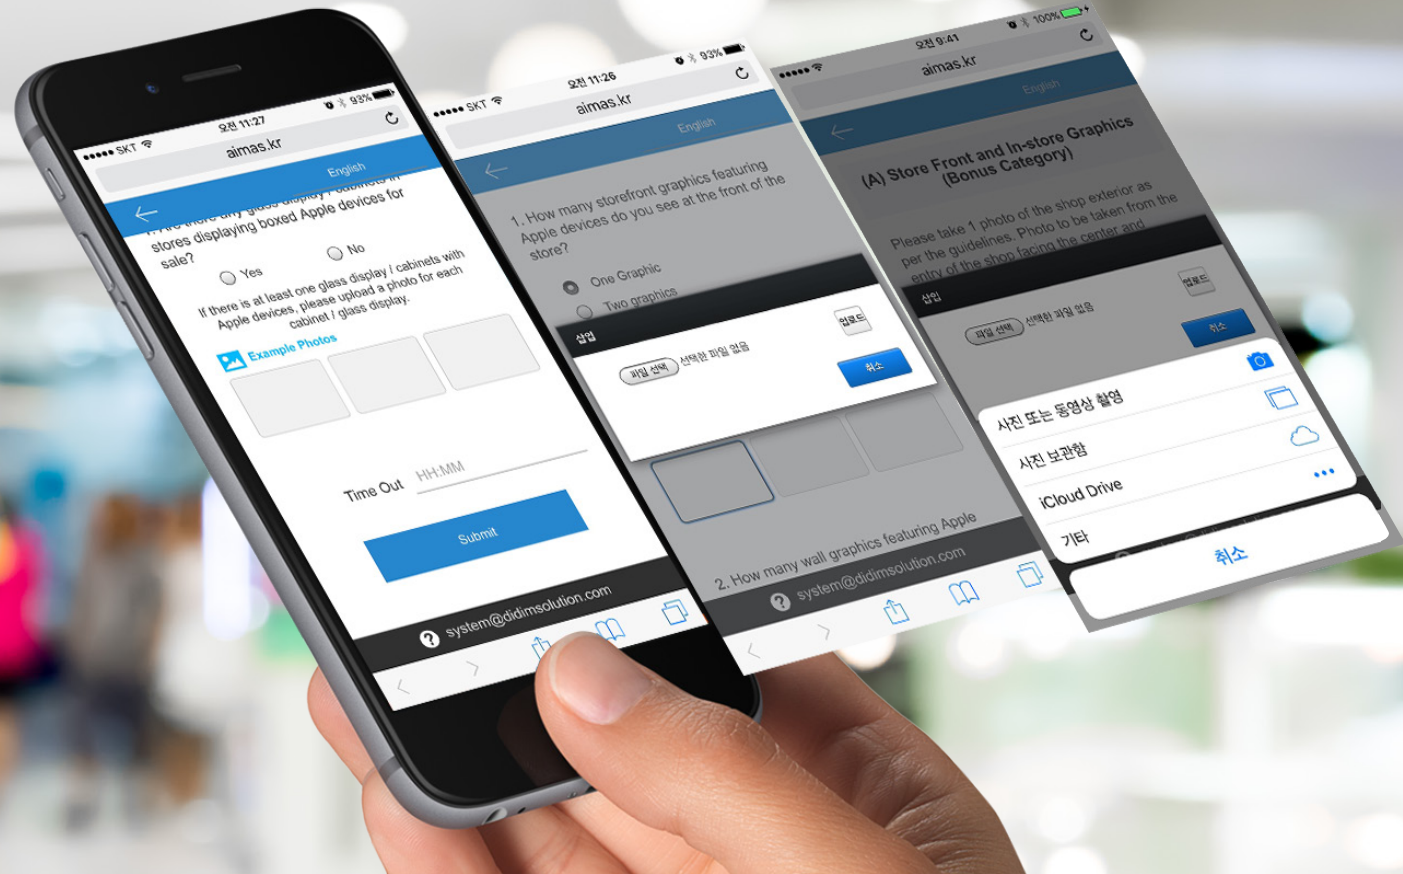 SKT
오전 11:27
93%
aimas.kr
English
stores displaying boxed Apple devices for
sale?
Yes
No
If there is at least one glass display / cabinets with
Apple devices, please upload a photo for each
cabinet / glass display.
Example Photos
Time Out
HH:MM
Submit
? system@didimsolution.com
SKT
오전 11:26
93%
aimas.kr
English
1. How many storefront graphics featuring
Apple devices do you see at the front of the
store?
One Graphic
Two graphics
삽입
업로드
파일 선택 선택한 파일 없음
취소
2. How many wall graphics featuring Apple
? system@didimsolution.com
오전 9:41
100%
aimas.kr
English
(A) Store Front and In-store Graphics
(Bonus Category)
Please take 1 photo of the shop exterior as
per the guidelines. Photo to be taken from the
entry of the shop facing the center and
삽입
업로드
파일 선택 선택한 파일 없음
취소
사진 또는 동영상 촬영
사진 보관함
iCloud Drive
기타
취소